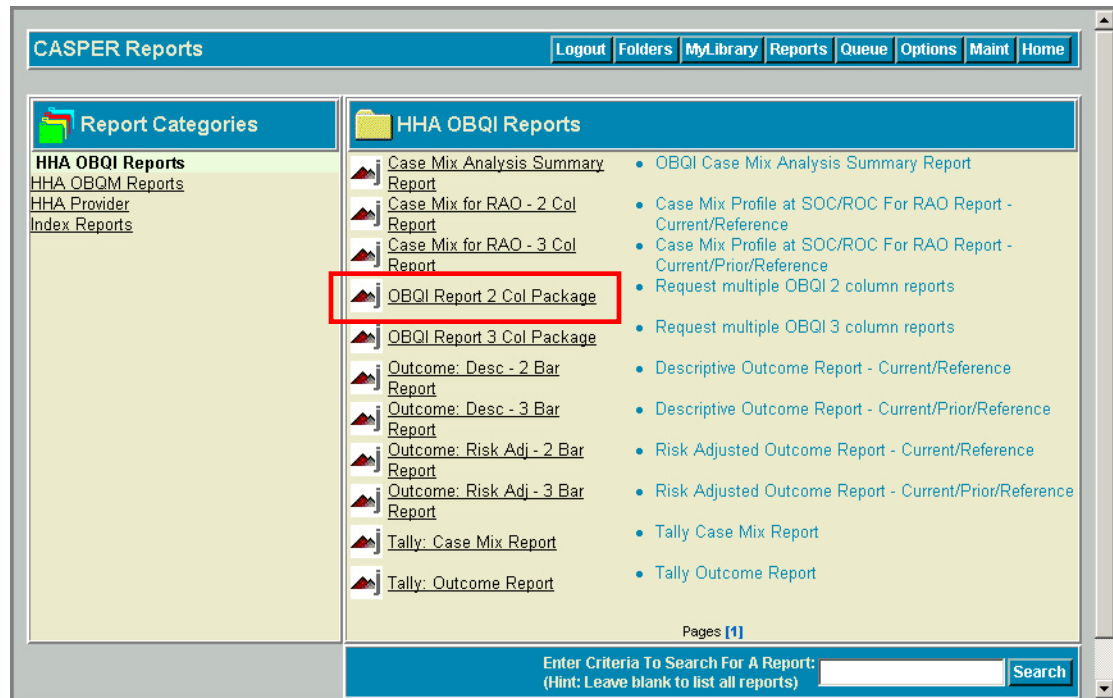 CASPER Reports
Logout Folders MyLibrary Reports Queue Options Maint Home
Report Categories
HHA OBQI Reports
HHA OBQM Reports
HHA Provider
Index Reports
HHA OBQI Reports
Case Mix Analysis Summary
Report
• OBQI Case Mix Analysis Summary Report
Case Mix for RAO - 2 Col
Report
• Case Mix Profile at SOC/ROC For RAO Report -
Current/Reference
Case Mix for RAO - 3 Col
Report
• Case Mix Profile at SOC/ROC For RAO Report -
Current/Prior/Reference
OBQI Report 2 Col Package
• Request multiple OBQI 2 column reports
OBQI Report 3 Col Package
• Request multiple OBQI 3 column reports
Outcome: Desc - 2 Bar
Report
• Descriptive Outcome Report - Current/Reference
Outcome: Desc - 3 Bar
Report
• Descriptive Outcome Report - Current/Prior/Reference
Outcome: Risk Adj - 2 Bar
Report
• Risk Adjusted Outcome Report - Current/Reference
Outcome: Risk Adj - 3 Bar
Report
• Risk Adjusted Outcome Report - Current/Prior/Reference
Tally: Case Mix Report
• Tally Case Mix Report
Tally: Outcome Report
• Tally Outcome Report
Pages [1]
Enter Criteria To Search For A Report:
(Hint: Leave blank to list all reports)
Search